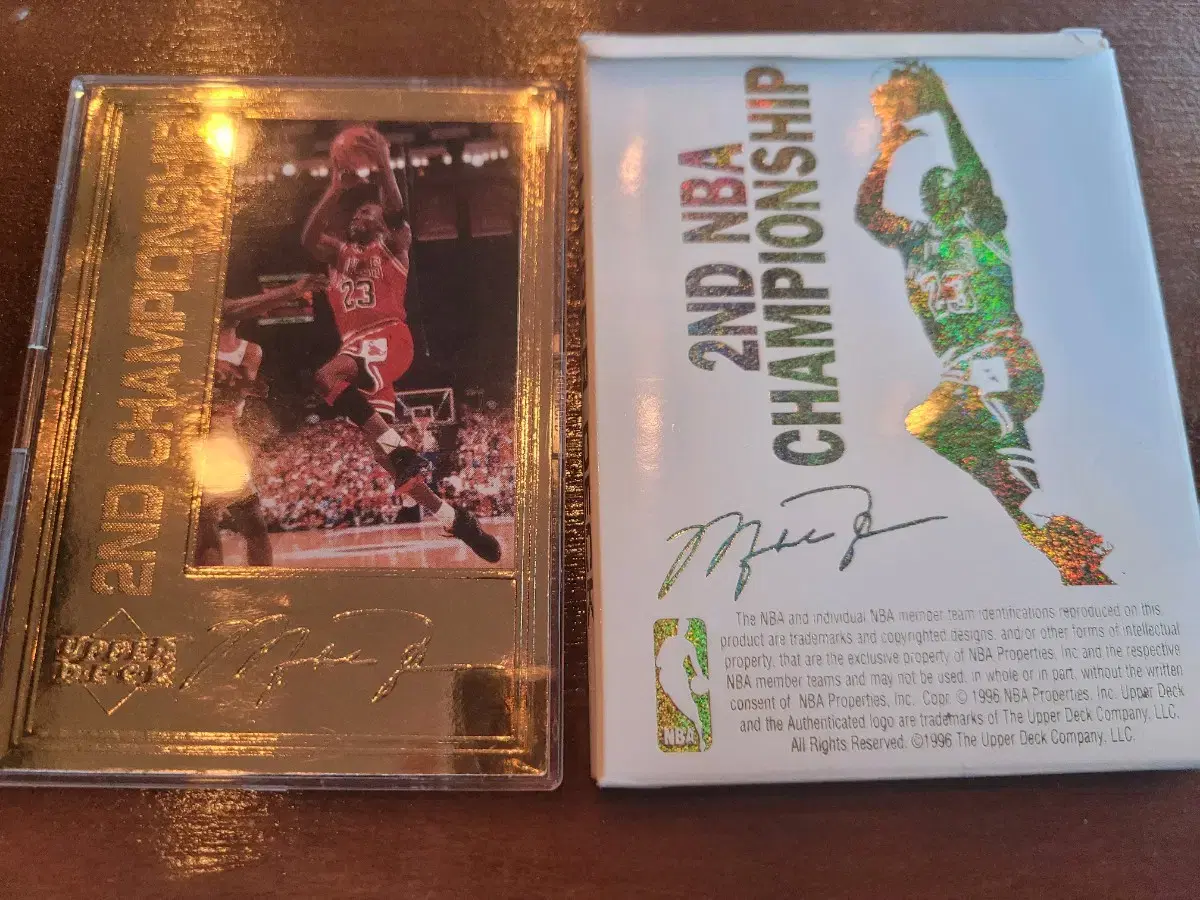 2ND CHAMPIONSHIP
23
UPPER
DECK
2ND NBA
CHAMPIONSHIP
23
The NBA and individual NBA member team identifications reproduced on this
product are trademarks and copyrighted designs, and/or other forms of intellectual
property, that are the exclusive property of NBA Properties, Inc and the respective
NBA member teams and may not be used, in whole or in part, without the written
consent of NBA Properties, Inc. Copr. © 1996 NBA Properties, Inc. Upper Deck
and the Authenticated logo are trademarks of The Upper Deck Company, LLC.
All Rights Reserved. ©1996 The Upper Deck Company, LLC.
NBA